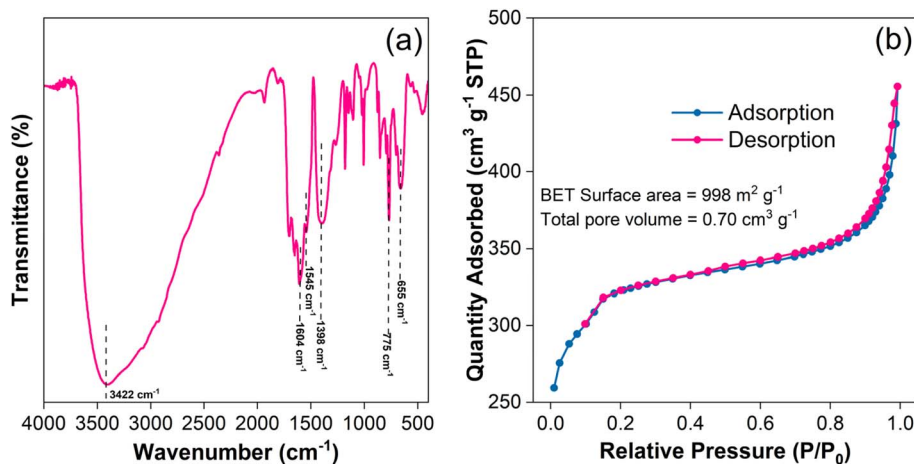 (a)
Transmittance (%)
3422 cm⁻¹
1604 cm⁻¹
1545 cm⁻¹
1398 cm⁻¹
775 cm⁻¹
655 cm⁻¹
4000 3500 3000 2500 2000 1500 1000 500
Wavenumber (cm⁻¹)
(b)
Quantity Adsorbed (cm³ g⁻¹ STP)
500
450
400
350
300
250
Adsorption
Desorption
BET Surface area = 998 m² g⁻¹
Total pore volume = 0.70 cm³ g⁻¹
0.0 0.2 0.4 0.6 0.8 1.0
Relative Pressure (P/P₀)